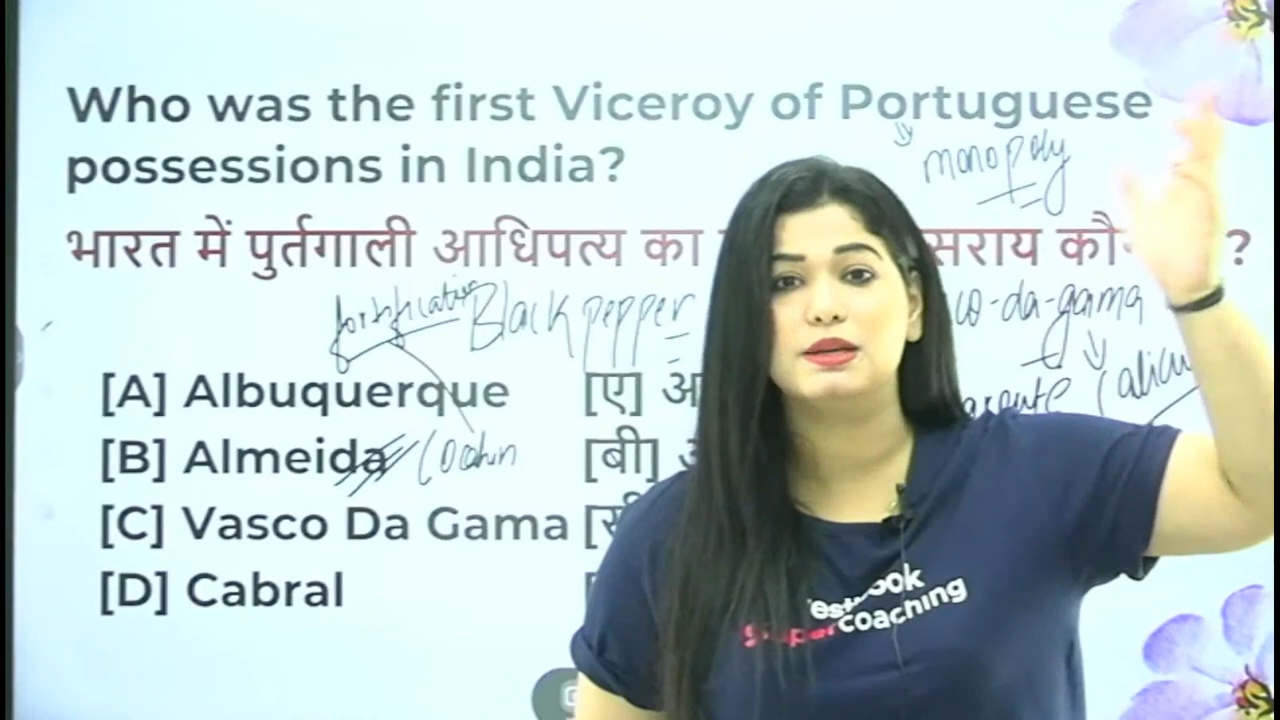 Who was the first Viceroy of Portuguese
possessions in India?
monopoly
भारत में पुर्तगाली आधिपत्य का सराय ?
fortification Black pepper co-da-gama
[A] Albuquerque [ए]
[B] Almeida Cochin [बी]
[C] Vasco Da Gama
[D] Cabral
coaching